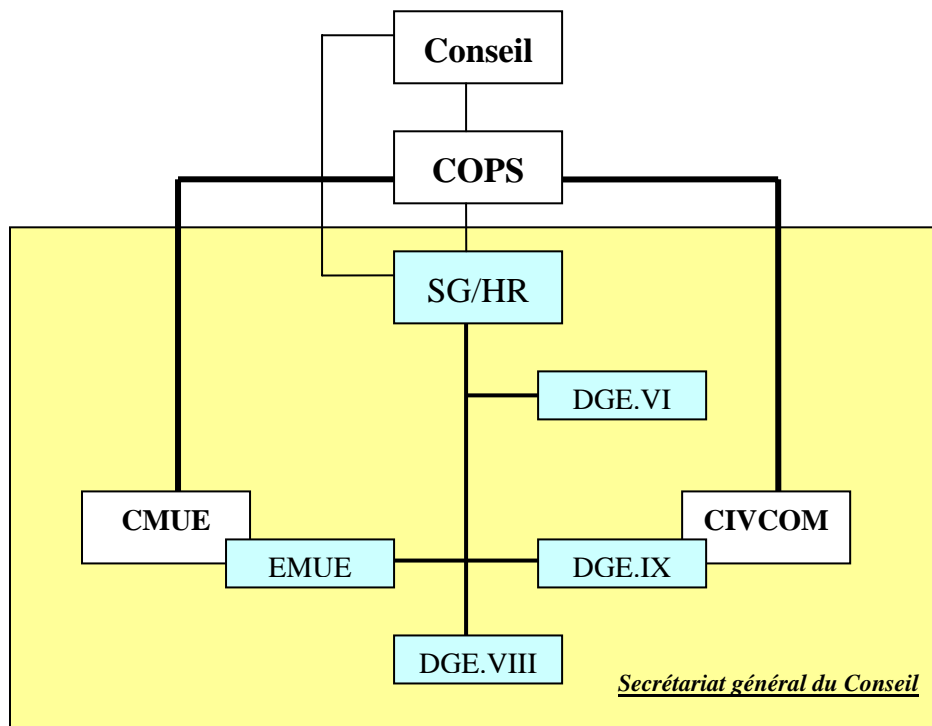 Conseil
COPS
SG/HR
DGE.VI
CMUE
CIVCOM
EMUE
DGE.IX
DGE.VIII
Secrétariat général du Conseil